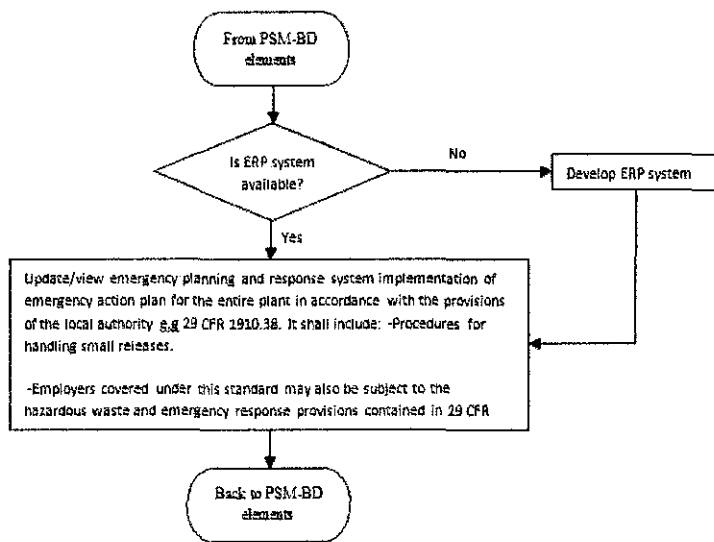 From PSM-BD
elements
Is ERP system
available?
No
Develop ERP system
Yes
Update/view emergency planning and response system implementation of
emergency action plan for the entire plant in accordance with the provisions
of the local authority g,g 29 CFR 1910.38. It shall include: -Procedures for
handling small releases.
-Employers covered under this standard may also be subject to the
hazardous waste and emergency response provisions contained in 29 CFR
Back to PSM-BD
elements